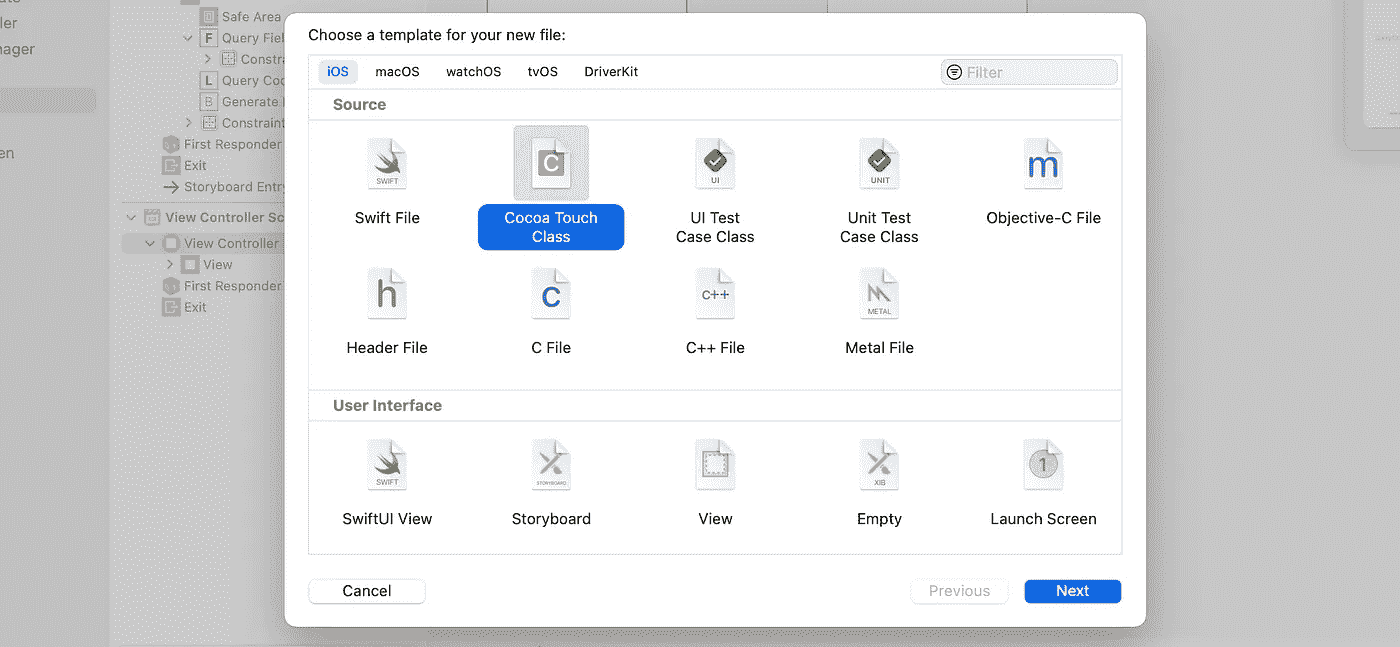 ler
nager
en
Safe Area
F Query Fie
Constra
L Query Co
B Generate
Constraint
First Responder
Exit
Storyboard Entry
View Controller Sc
View Controller
View
First Responder
Exit
Choose a template for your new file:
iOS macOS watchOS tvOS DriverKit
Filter
Source
SWIFT
C
UI
UNIT
m
Swift File
Cocoa Touch
Class
UI Test
Case Class
Unit Test
Case Class
Objective-C File
h
C
C++
METAL
Header File
C File
C++ File
Metal File
User Interface
SWIFT
STORYBOARD
XIB
1
SwiftUI View
Storyboard
View
Empty
Launch Screen
Cancel
Previous
Next